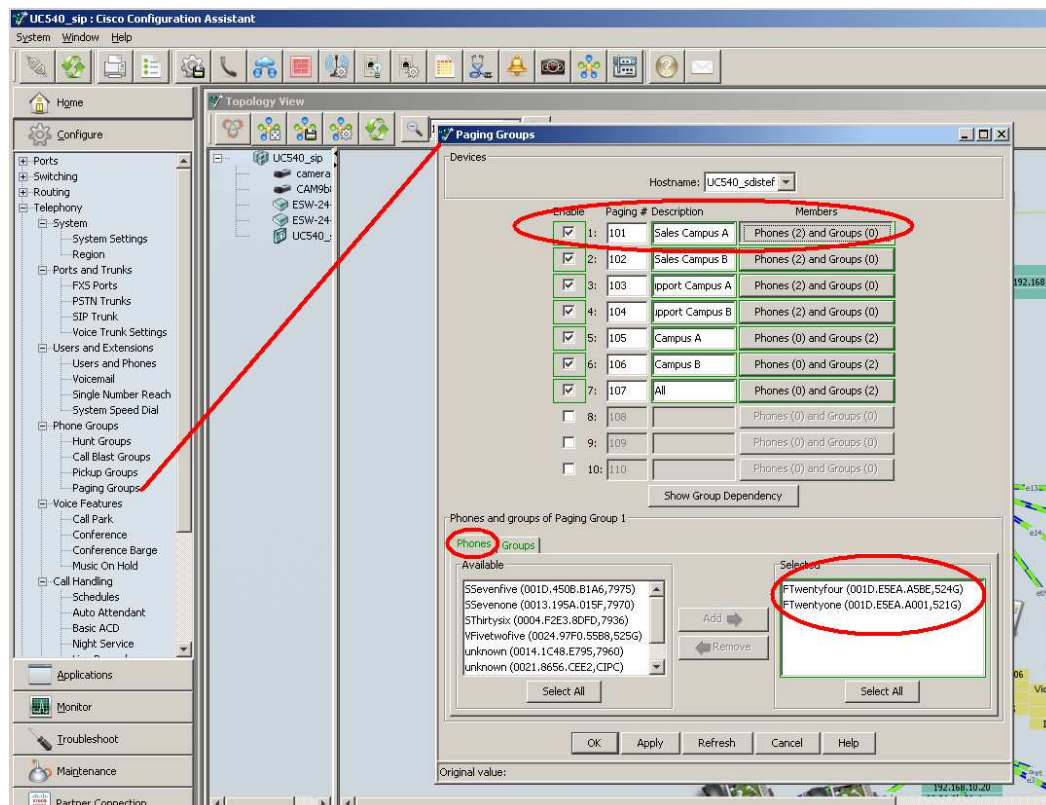 UC540_sip : Cisco Configuration Assistant
System Window Help
Home
Configure
Ports
Switching
Routing
Telephony
System
System Settings
Region
Ports and Trunks
FXS Ports
PSTN Trunks
SIP Trunk
Voice Trunk Settings
Users and Extensions
Users and Phones
Voicemail
Single Number Reach
System Speed Dial
Phone Groups
Hunt Groups
Call Blast Groups
Pickup Groups
Paging Groups
Voice Features
Call Park
Conference
Conference Barge
Music On Hold
Call Handling
Schedules
Auto Attendant
Basic ACD
Night Service
Applications
Monitor
Troubleshoot
Maintenance
Partner Connection
Topology View
UC540_sip
camera
CAM9b
ESW-24
ESW-24
UC540_
Paging Groups
Devices
Hostname: UC540_sdistef
Enable Paging # Description Members
1: 101 Sales Campus A Phones (2) and Groups (0)
2: 102 Sales Campus B Phones (2) and Groups (0)
3: 103 pport Campus A Phones (2) and Groups (0)
4: 104 pport Campus B Phones (2) and Groups (0)
5: 105 Campus A Phones (0) and Groups (2)
6: 106 Campus B Phones (0) and Groups (2)
7: 107 All Phones (0) and Groups (2)
8: 108 Phones (0) and Groups (0)
9: 109 Phones (0) and Groups (0)
10: 110 Phones (0) and Groups (0)
Show Group Dependency
Phones and groups of Paging Group 1
Phones Groups
Available
SSevenfive (001D.450B.B1A6,7975)
SSevenone (0013.195A.015F,7970)
SThirtysix (0004.F2E3.8DFD,7936)
VFivetwofive (0024.97F0.55B8,525G)
unknown (0014.1C48.E795,7960)
unknown (0021.8656.CEE2,CIPC)
Select All
Add
Remove
Selected
FTwentyfour (001D.E5EA.A5BE,524G)
FTwentyone (001D.E5EA.A001,521G)
Select All
OK Apply Refresh Cancel Help
Original value:
192.168
e13
e14
06
Vic
e3
192.168.10.20